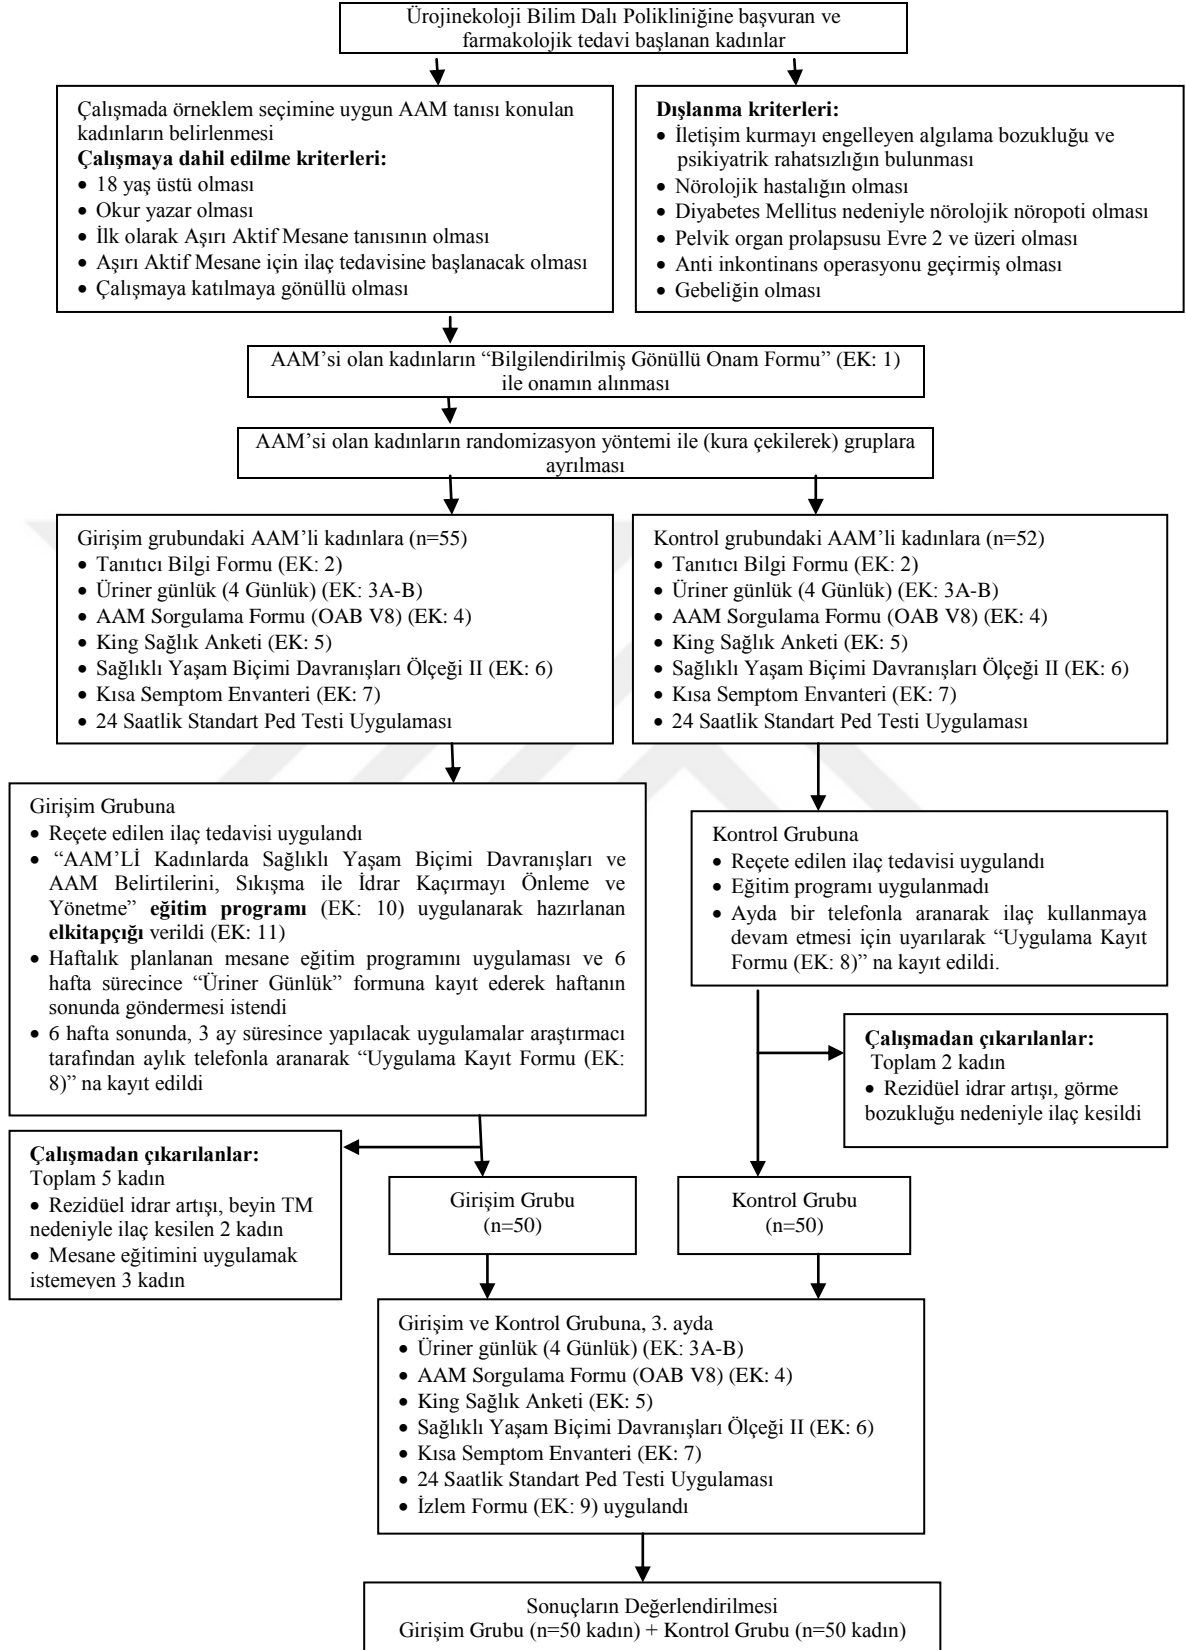 Ürojinekoloji Bilim Dalı Polikliniğine başvuran ve
farmakolojik tedavi başlanan kadınlar
Çalışmada örneklem seçimine uygun AAM tanısı konulan
kadınların belirlenmesi
Çalışmaya dahil edilme kriterleri:
• 18 yaş üstü olması
• Okur yazar olması
• İlk olarak Aşırı Aktif Mesane tanısının olması
• Aşırı Aktif Mesane için ilaç tedavisine başlanacak olması
• Çalışmaya katılmaya gönüllü olması
Dışlanma kriterleri:
• İletişim kurmayı engelleyen algılama bozukluğu ve
psikiyatrik rahatsızlığın bulunması
• Nörolojik hastalığın olması
• Diyabetes Mellitus nedeniyle nörolojik nöropoti olması
• Pelvik organ prolapsusu Evre 2 ve üzeri olması
• Anti inkontinans operasyonu geçirmiş olması
• Gebeliğin olması
AAM’si olan kadınların “Bilgilendirilmiş Gönüllü Onam Formu” (EK: 1)
ile onamın alınması
AAM’si olan kadınların randomizasyon yöntemi ile (kura çekilerek) gruplara
ayrılması
Girişim grubundaki AAM’li kadınlara (n=55)
• Tanıtıcı Bilgi Formu (EK: 2)
• Üriner günlük (4 Günlük) (EK: 3A-B)
• AAM Sorgulama Formu (OAB V8) (EK: 4)
• King Sağlık Anketi (EK: 5)
• Sağlıklı Yaşam Biçimi Davranışları Ölçeği II (EK: 6)
• Kısa Semptom Envanteri (EK: 7)
• 24 Saatlik Standart Ped Testi Uygulaması
Kontrol grubundaki AAM’li kadınlara (n=52)
• Tanıtıcı Bilgi Formu (EK: 2)
• Üriner günlük (4 Günlük) (EK: 3A-B)
• AAM Sorgulama Formu (OAB V8) (EK: 4)
• King Sağlık Anketi (EK: 5)
• Sağlıklı Yaşam Biçimi Davranışları Ölçeği II (EK: 6)
• Kısa Semptom Envanteri (EK: 7)
• 24 Saatlik Standart Ped Testi Uygulaması
Girişim Grubuna
• Reçete edilen ilaç tedavisi uygulandı
• “AAM’Lİ Kadınlarda Sağlıklı Yaşam Biçimi Davranışları ve
AAM Belirtilerini, Sıkışma ile İdrar Kaçırmayı Önleme ve
Yönetme” eğitim programı (EK: 10) uygulanarak hazırlanan
elkitapçığı verildi (EK: 11)
• Haftalık planlanan mesane eğitim programını uygulaması ve 6
hafta sürecince “Üriner Günlük” formuna kayıt ederek haftanın
sonunda göndermesi istendi
• 6 hafta sonunda, 3 ay süresince yapılacak uygulamalar araştırmacı
tarafından aylık telefonla aranarak “Uygulama Kayıt Formu (EK:
8)” na kayıt edildi
Kontrol Grubuna
• Reçete edilen ilaç tedavisi uygulandı
• Eğitim programı uygulanmadı
• Ayda bir telefonla aranarak ilaç kullanmaya
devam etmesi için uyarılarak “Uygulama Kayıt
Formu (EK: 8)” na kayıt edildi.
Çalışmadan çıkarılanlar:
Toplam 2 kadın
• Rezidüel idrar artışı, görme
bozukluğu nedeniyle ilaç kesildi
Çalışmadan çıkarılanlar:
Toplam 5 kadın
• Rezidüel idrar artışı, beyin TM
nedeniyle ilaç kesilen 2 kadın
• Mesane eğitimini uygulamak
istemeyen 3 kadın
Girişim Grubu
(n=50)
Kontrol Grubu
(n=50)
Girişim ve Kontrol Grubuna, 3. ayda
• Üriner günlük (4 Günlük) (EK: 3A-B)
• AAM Sorgulama Formu (OAB V8) (EK: 4)
• King Sağlık Anketi (EK: 5)
• Sağlıklı Yaşam Biçimi Davranışları Ölçeği II (EK: 6)
• Kısa Semptom Envanteri (EK: 7)
• 24 Saatlik Standart Ped Testi Uygulaması
• İzlem Formu (EK: 9) uygulandı
Sonuçların Değerlendirilmesi
Girişim Grubu (n=50 kadın) + Kontrol Grubu (n=50 kadın)